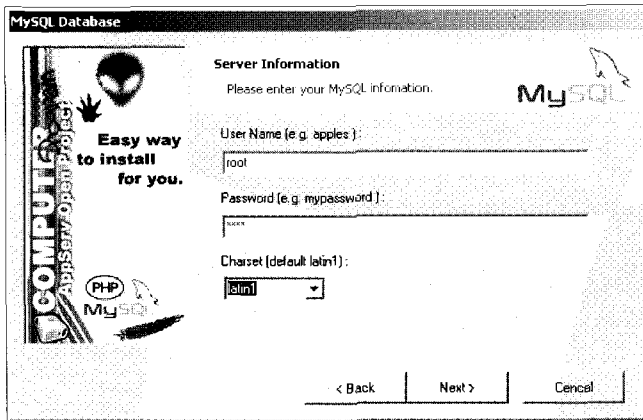 MySQL Database
COMPUTER
AppServ Open Project
Easy way
to install
for you.
PHP
MySQL
Server Information
Please enter your MySQL infomation.
MySQL
User Name (e.g. apples )
root
Password (e.g. mypassword ) :
****
Charset (default latin1) :
latin1
< Back
Next >
Cancel